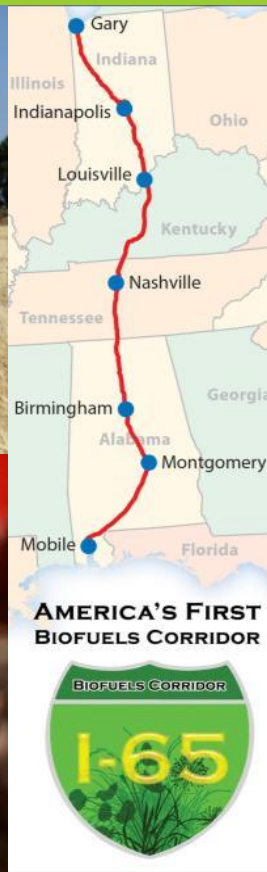 Gary
Indiana
Illinois
Indianapolis
Ohio
Louisville
Kentucky
Nashville
Tennessee
Georgia
Birmingham
Alabama
Montgomery
Mobile
Florida
AMERICA'S FIRST
BIOFUELS CORRIDOR
BIOFUELS CORRIDOR
I-65